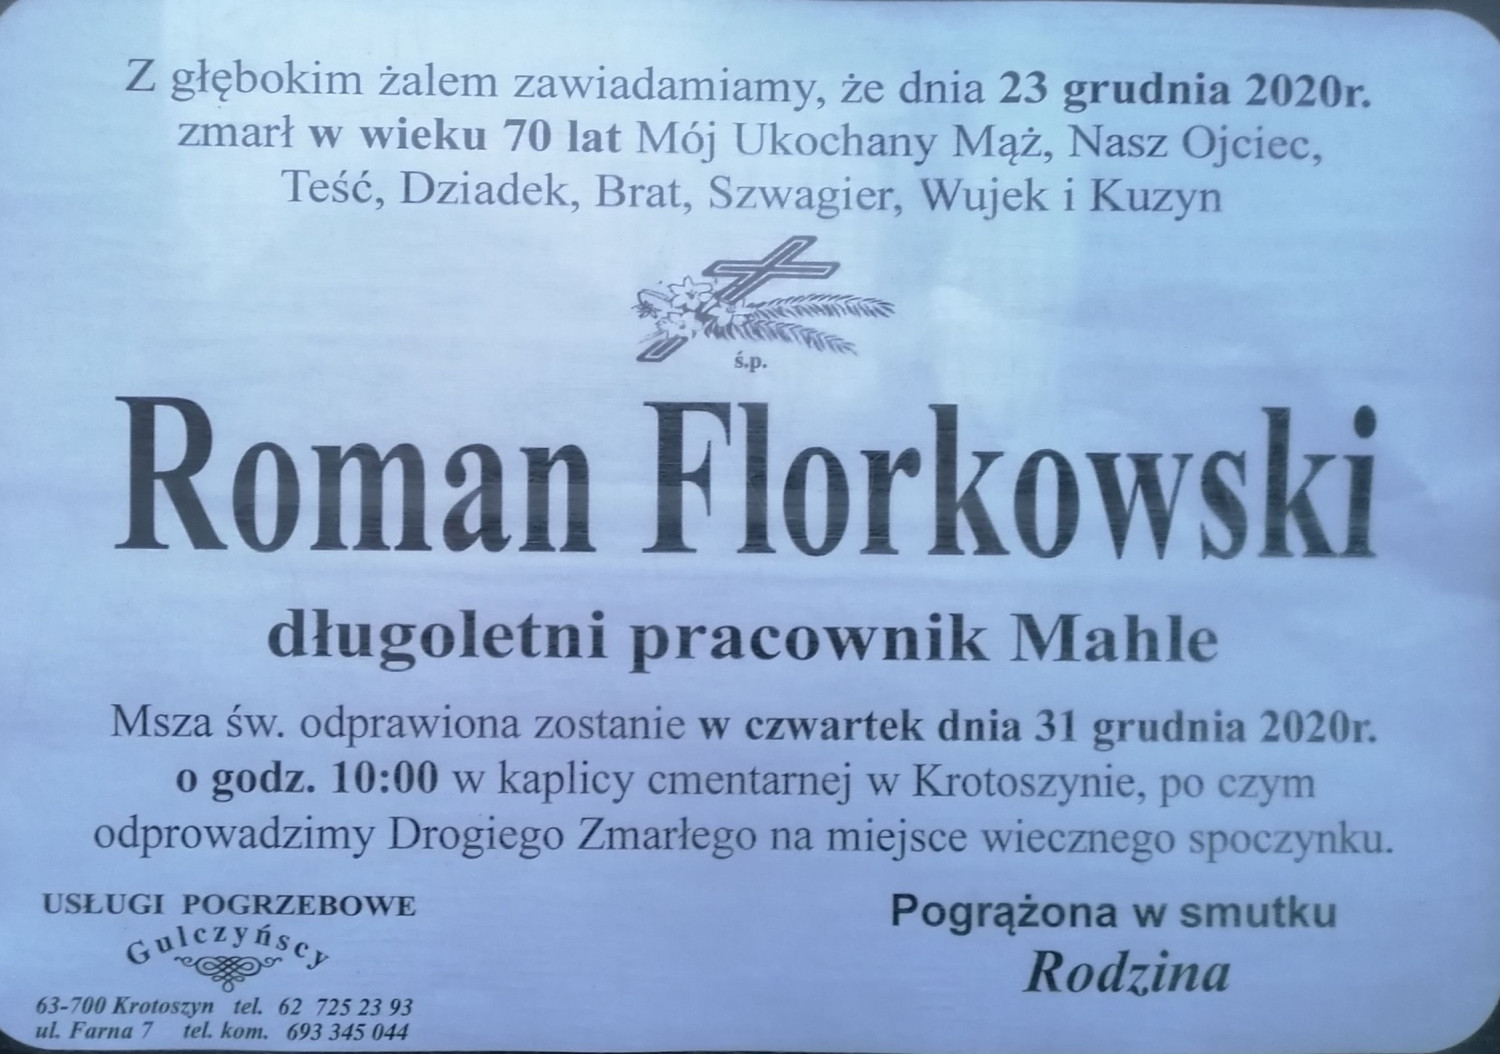 Z głębokim żalem zawiadamiamy, że dnia 23 grudnia 2020r.
zmarł w wieku 70 lat Mój Ukochany Mąż, Nasz Ojciec,
Teść, Dziadek, Brat, Szwagier, Wujek i Kuzyn
ś.p.
Roman Florkowski
długoletni pracownik Mahle
Msza św. odprawiona zostanie w czwartek dnia 31 grudnia 2020r.
o godz. 10:00 w kaplicy cmentarnej w Krotoszynie, po czym
odprowadzimy Drogiego Zmarłego na miejsce wiecznego spoczynku.
USŁUGI POGRZEBOWE
Gulczyńscy
63-700 Krotoszyn tel. 62 725 23 93
ul. Farna 7 tel. kom. 693 345 044
Pogrążona w smutku
Rodzina